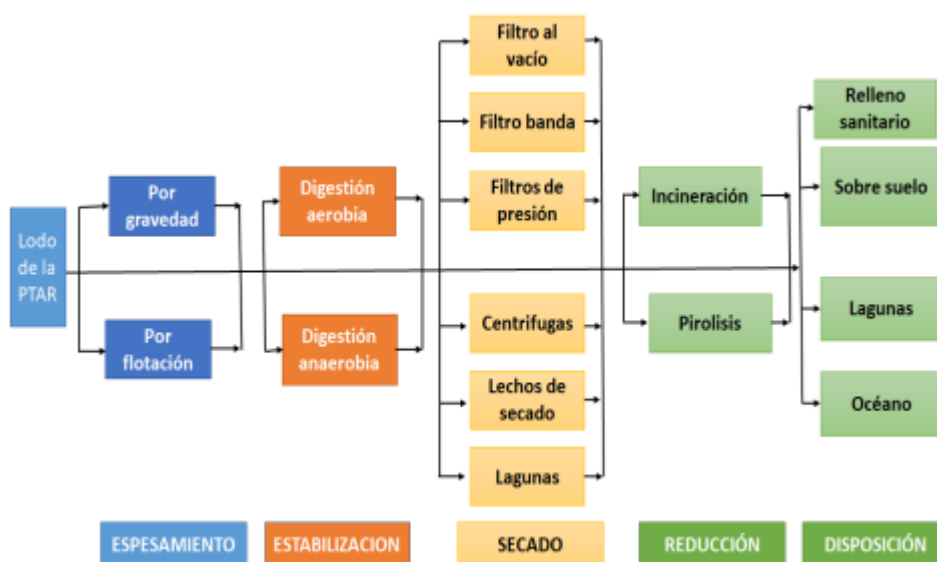 Lodo
de la
PTAR
Por
gravedad
Por
flotación
Digestión
aerobia
Digestión
anaerobia
Filtro al
vacío
Filtro banda
Filtros de
presión
Centrifugas
Lechos de
secado
Lagunas
Incineración
Pirolisis
Relleno
sanitario
Sobre suelo
Lagunas
Océano
ESPESAMIENTO
ESTABILIZACION
SECADO
REDUCCIÓN
DISPOSICIÓN